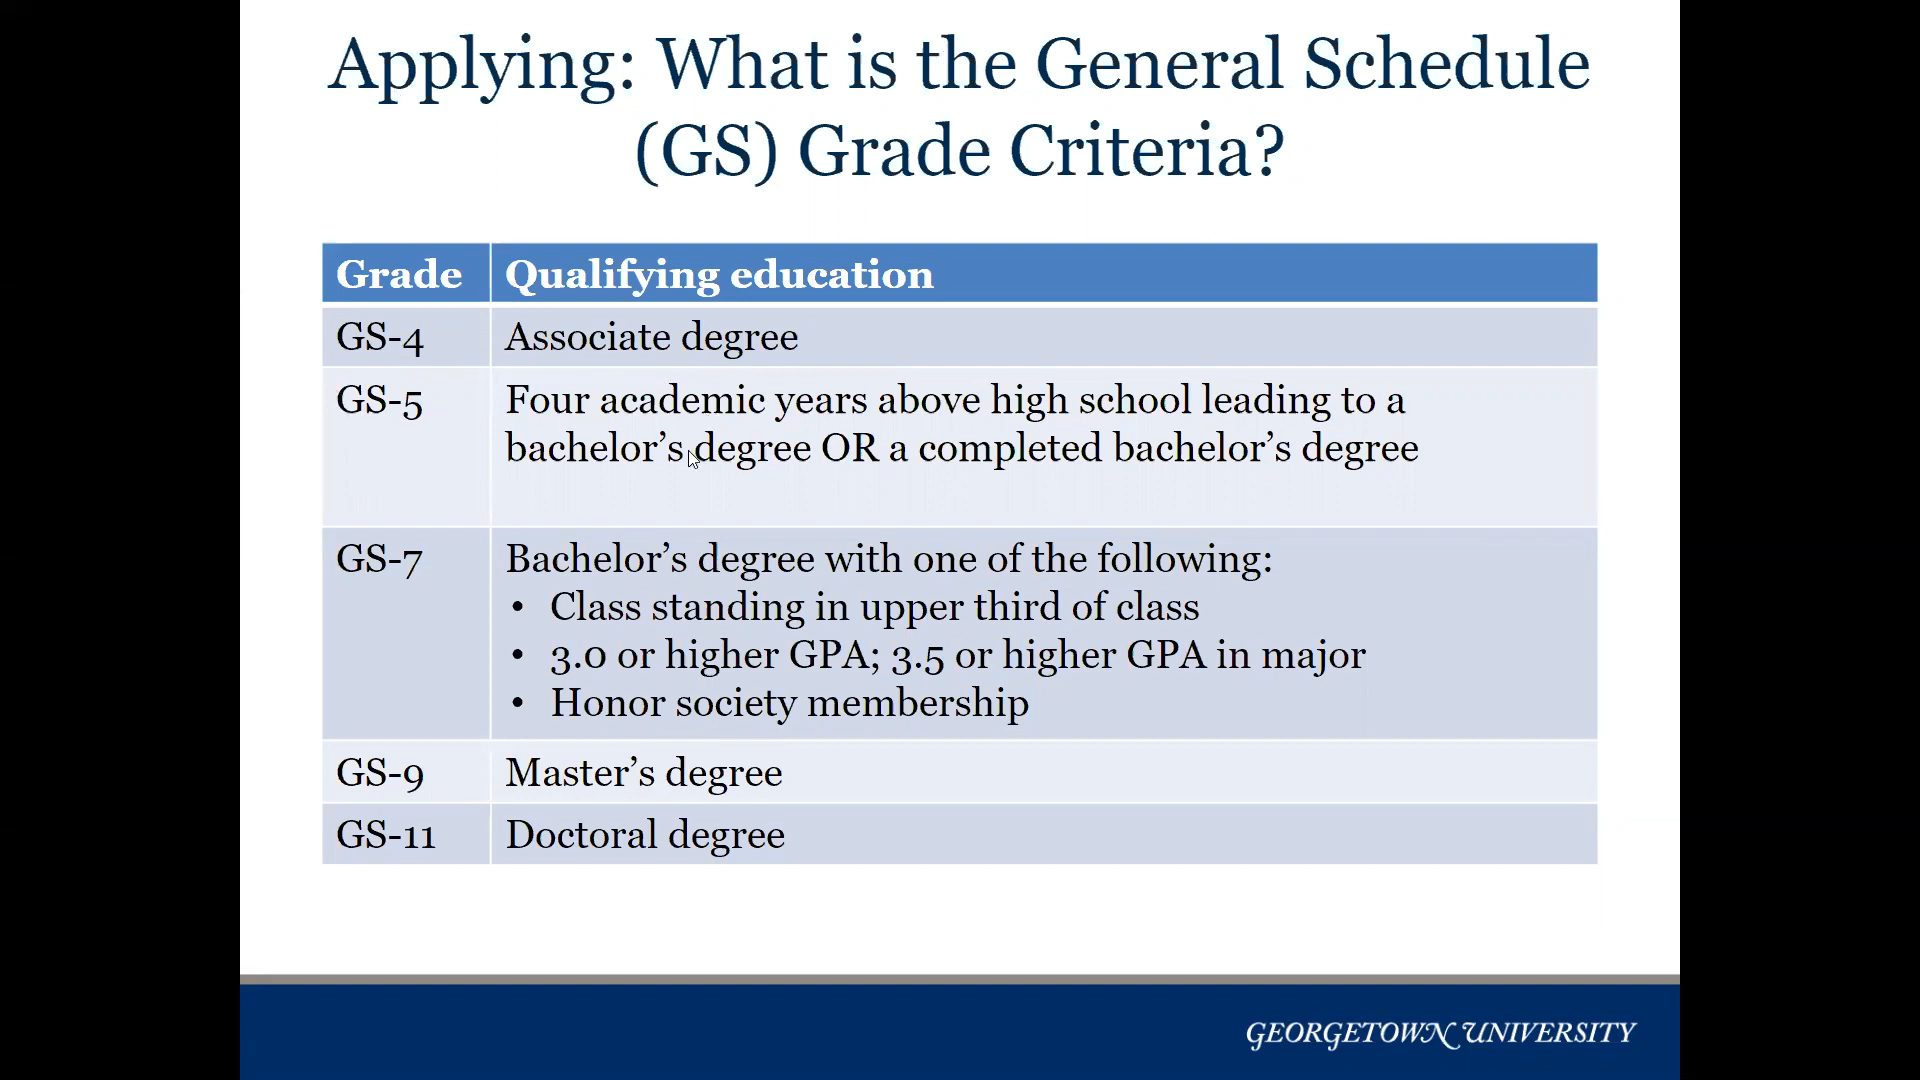 Applying: What is the General Schedule
(GS) Grade Criteria?
Grade Qualifying education
GS-4 Associate degree
GS-5 Four academic years above high school leading to a
bachelor’s degree OR a completed bachelor’s degree
GS-7 Bachelor’s degree with one of the following:
• Class standing in upper third of class
• 3.0 or higher GPA; 3.5 or higher GPA in major
• Honor society membership
GS-9 Master’s degree
GS-11 Doctoral degree
GEORGETOWN UNIVERSITY